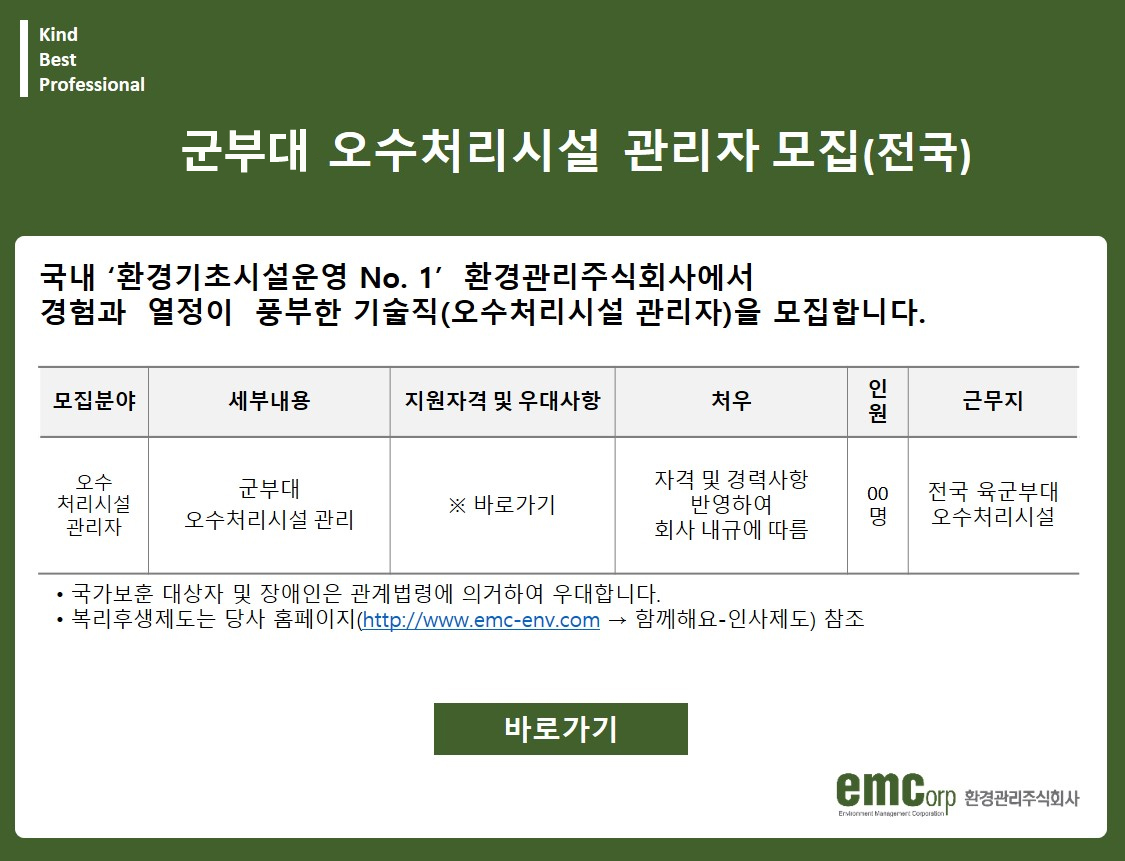 Kind
Best
Professional
군부대 오수처리시설 관리자 모집(전국)
국내 ‘환경기초시설운영 No. 1’ 환경관리주식회사에서
경험과 열정이 풍부한 기술직(오수처리시설 관리자)을 모집합니다.
모집분야
세부내용
지원자격 및 우대사항
처우
인
원
근무지
오수
처리시설
관리자
군부대
오수처리시설 관리
※ 바로가기
자격 및 경력사항
반영하여
회사 내규에 따름
00
명
전국 육군부대
오수처리시설
• 국가보훈 대상자 및 장애인은 관계법령에 의거하여 우대합니다.
• 복리후생제도는 당사 홈페이지(http://www.emc-env.com → 함께해요-인사제도) 참조
바로가기
emcorp 환경관리주식회사
Environment Management Corporation